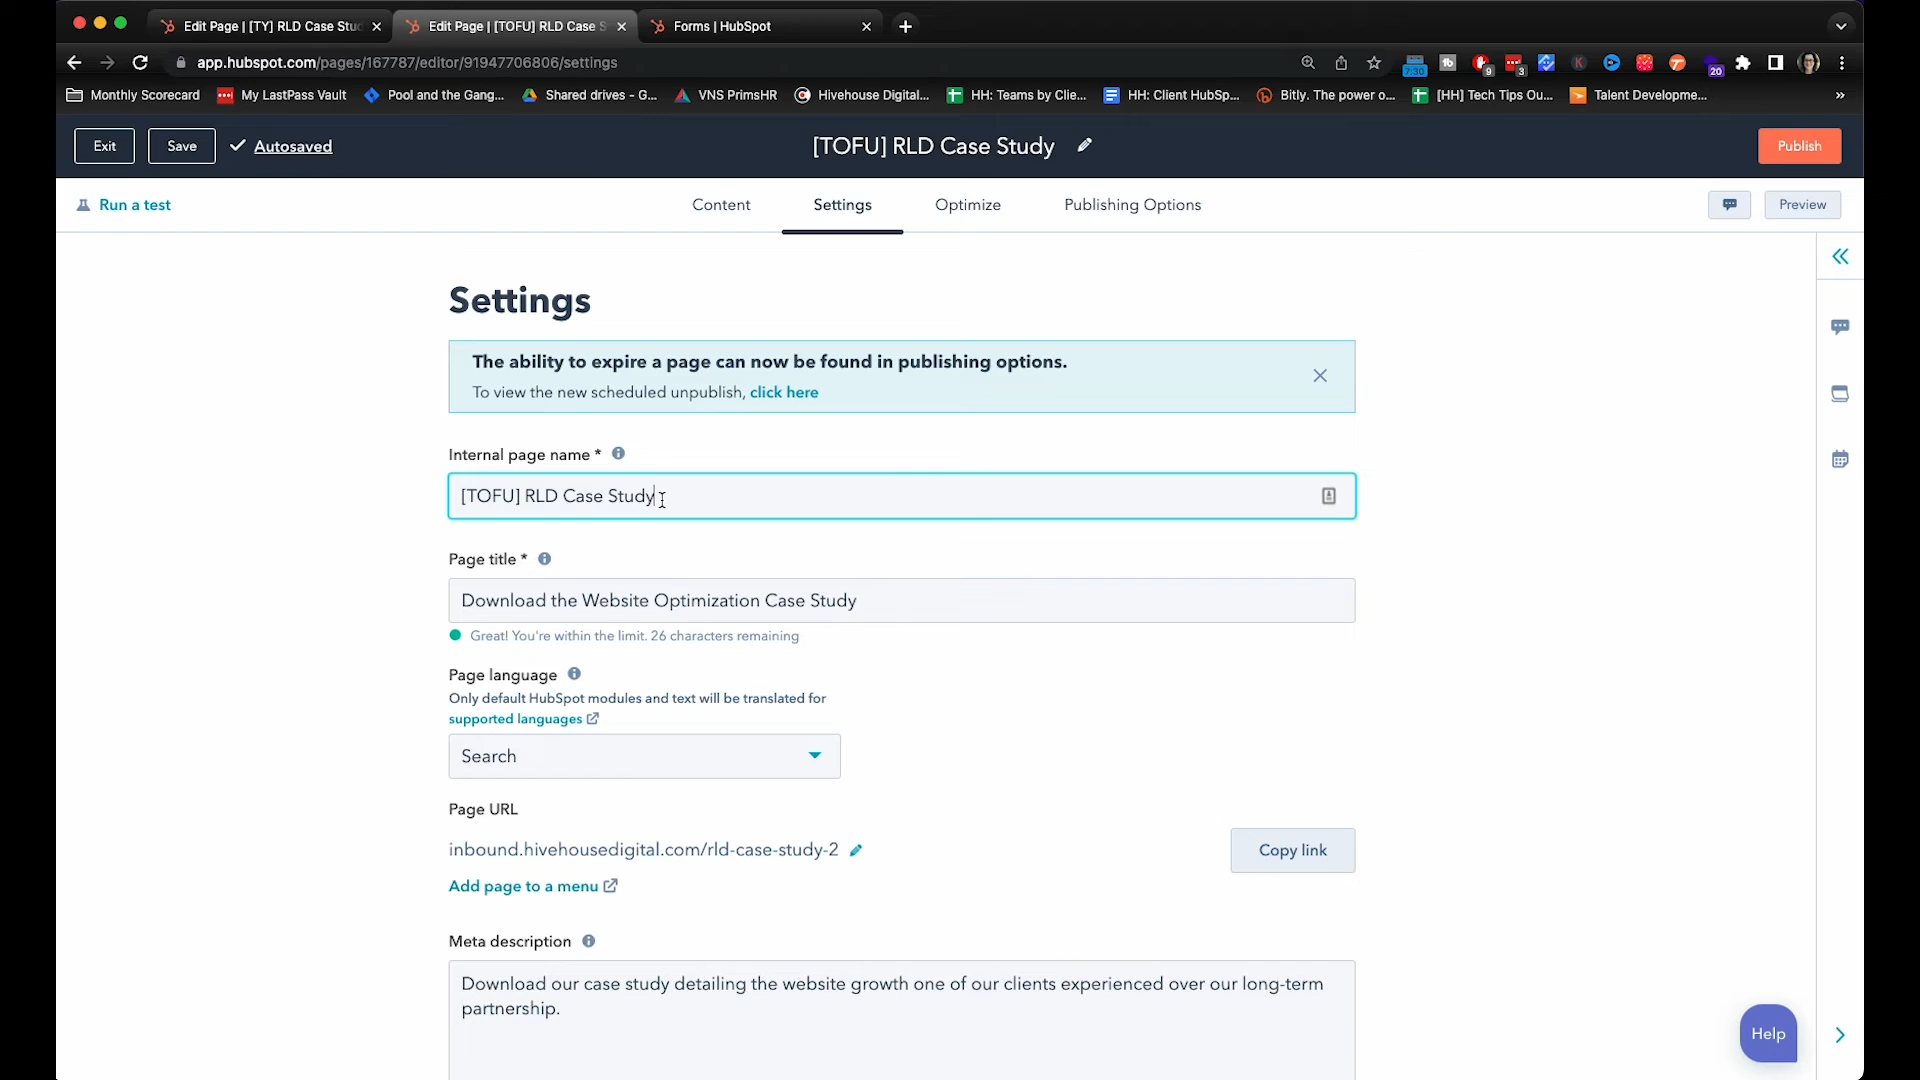 Edit Page | [TY] RLD Case Stu
Edit Page | [TOFU] RLD Case S
Forms | HubSpot
app.hubspot.com/pages/167787/editor/91947706806/settings
7:30
9
3
20
Monthly Scorecard
My LastPass Vault
Pool and the Gang...
Shared drives - G...
VNS PrimsHR
Hivehouse Digital...
HH: Teams by Clie...
HH: Client HubSp...
Bitly. The power o...
[HH] Tech Tips Ou...
Talent Developme...
»
Exit
Save
Autosaved
[TOFU] RLD Case Study
Publish
Run a test
Content
Settings
Optimize
Publishing Options
Preview
Settings
The ability to expire a page can now be found in publishing options.
To view the new scheduled unpublish, click here
Internal page name *
[TOFU] RLD Case Study
Page title *
Download the Website Optimization Case Study
Great! You're within the limit. 26 characters remaining
Page language
Only default HubSpot modules and text will be translated for
supported languages
Search
Page URL
inbound.hivehousedigital.com/rld-case-study-2
Copy link
Add page to a menu
Meta description
Download our case study detailing the website growth one of our clients experienced over our long-term
partnership.
Help